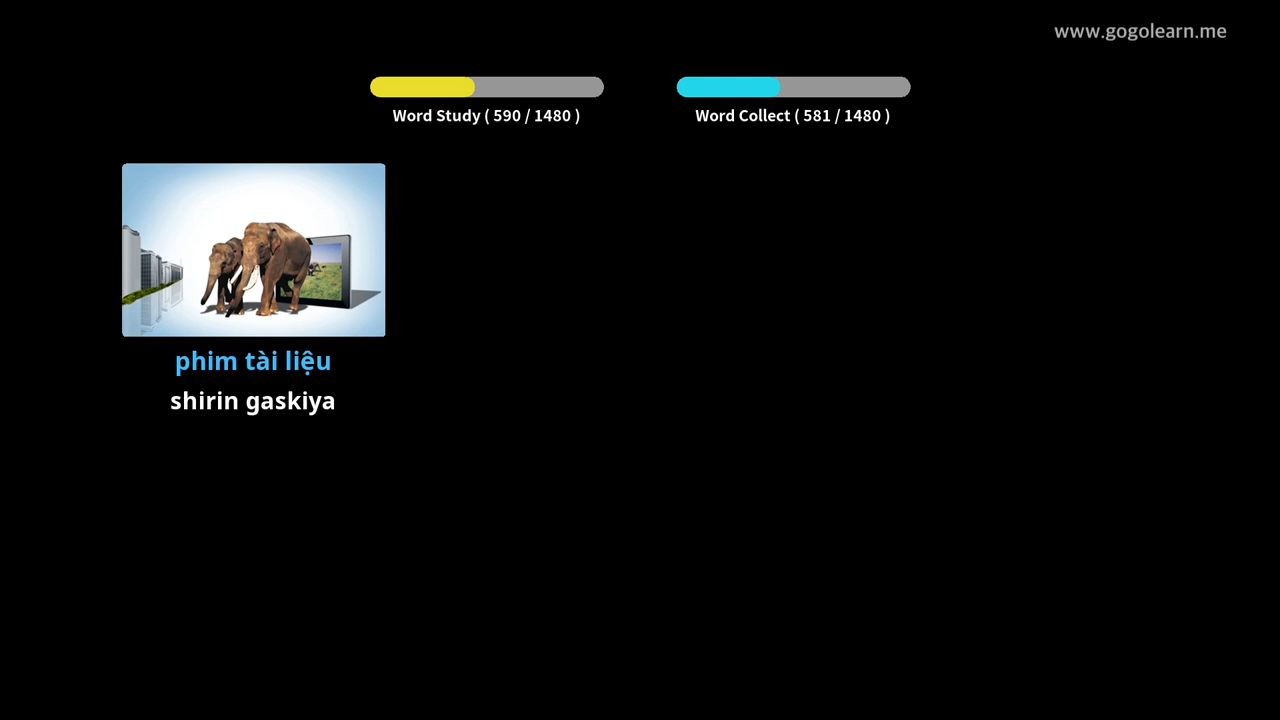 www.gogolearn.me
Word Study ( 590 / 1480 )
Word Collect ( 581 / 1480 )
phim tài liệu
shirin gaskiya